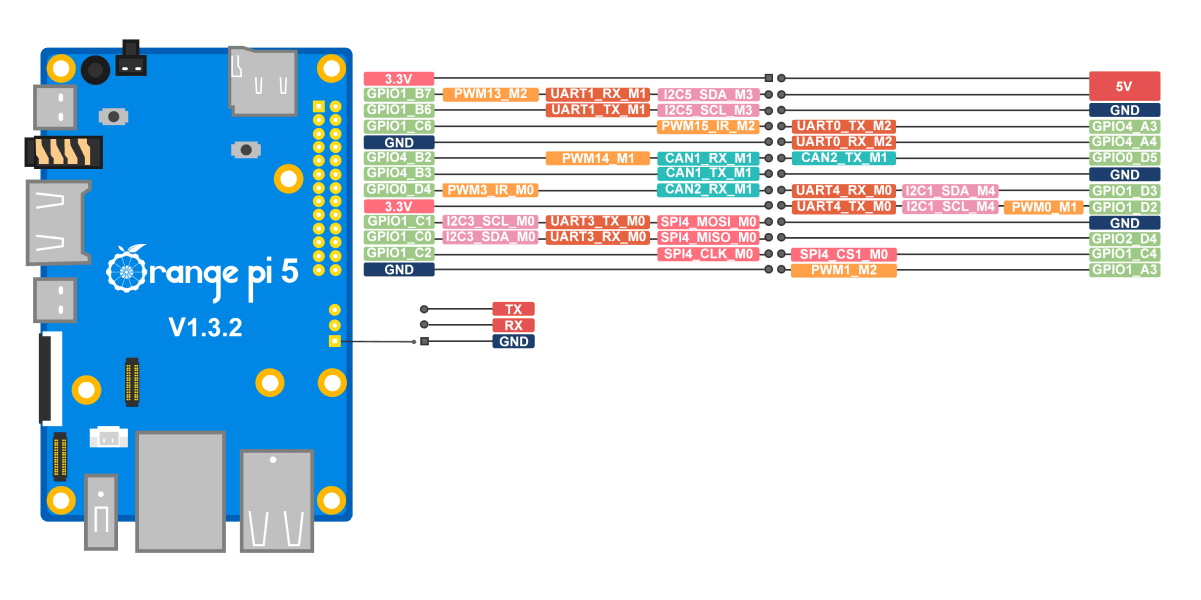 3.3V 5V
GPIO1_B7 PWM13_M2 UART1_RX_M1 I2C5_SDA_M3
GPIO1_B6 UART1_TX_M1 I2C5_SCL_M3 GND
GPIO1_C6 PWM15_IR_M2 UART0_TX_M2 GPIO4_A3
GND UART0_RX_M2 GPIO4_A4
GPIO4_B2 PWM14_M1 CAN1_RX_M1 CAN2_TX_M1 GPIO0_D5
GPIO4_B3 CAN1_TX_M1 GND
GPIO0_D4 PWM3_IR_M0 CAN2_RX_M1 UART4_RX_M0 I2C1_SDA_M4 GPIO1_D3
3.3V UART4_TX_M0 I2C1_SCL_M4 PWM0_M1 GPIO1_D2
GPIO1_C1 I2C3_SCL_M0 UART3_TX_M0 SPI4_MOSI_M0 GND
GPIO1_C0 I2C3_SDA_M0 UART3_RX_M0 SPI4_MISO_M0 GPIO2_D4
GPIO1_C2 SPI4_CLK_M0 SPI4_CS1_M0 GPIO1_C4
GND PWM1_M2 GPIO1_A3
Orange pi 5
V1.3.2
TX
RX
GND